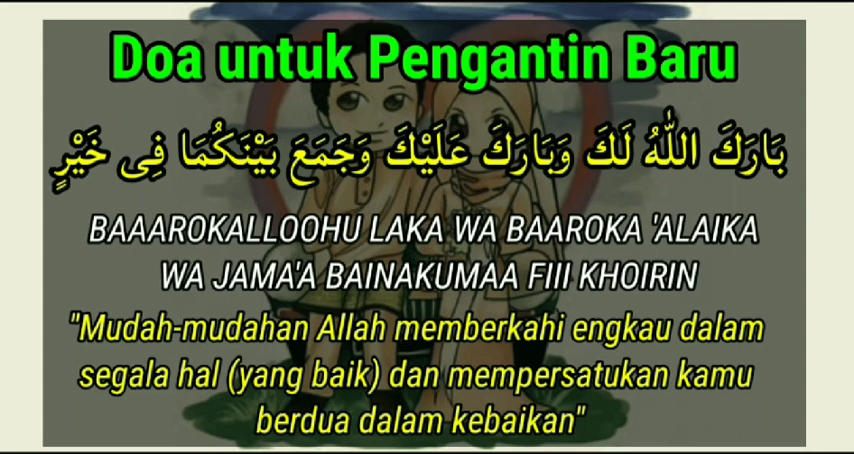 Doa untuk Pengantin Baru
بَارَكَ اللّٰهُ لَكَ وَبَارَكَ عَلَيْكَ وَجَمَعَ بَيْنَكُمَا فِى خَيْرٍ
BAAAROKALLOOHU LAKA WA BAAROKA 'ALAIKA
WA JAMA'A BAINAKUMAA FIII KHOIRIN
"Mudah-mudahan Allah memberkahi engkau dalam
segala hal (yang baik) dan mempersatukan kamu
berdua dalam kebaikan"